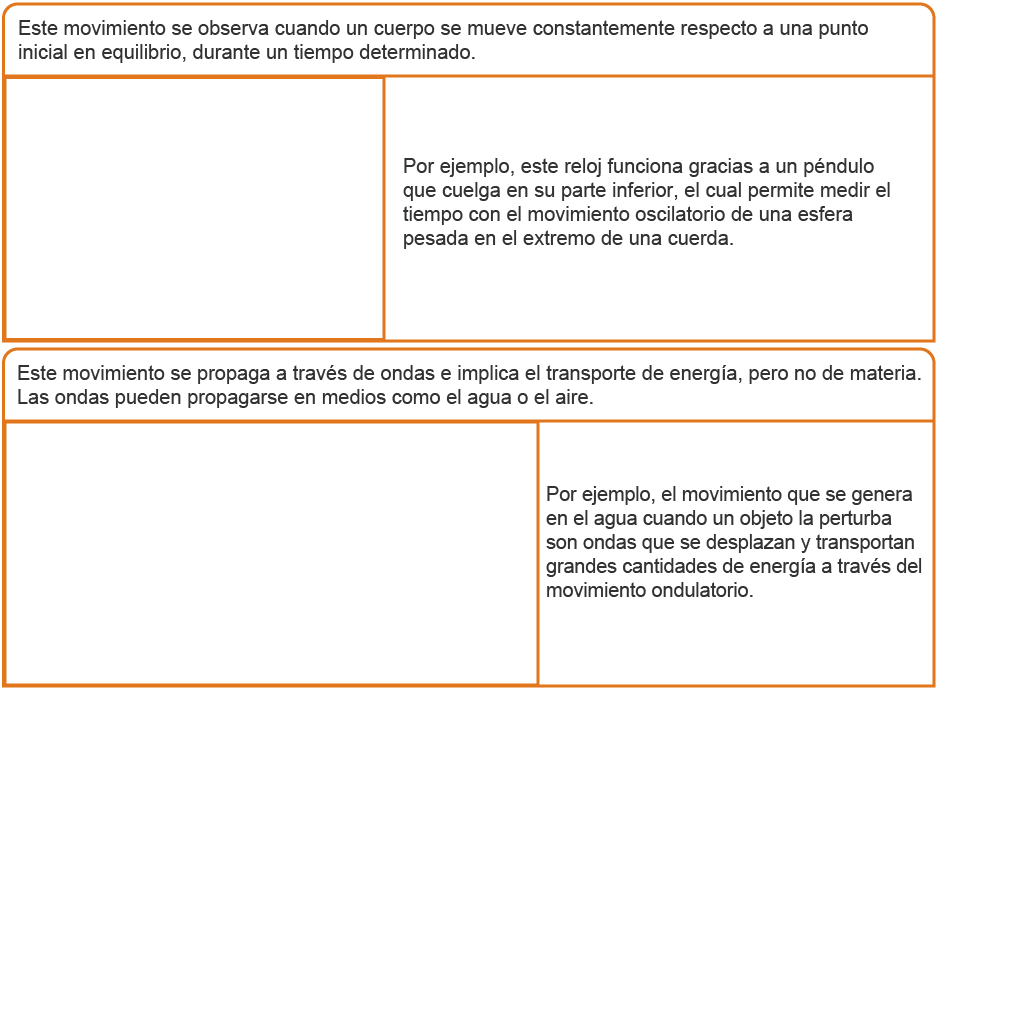 Este movimiento se observa cuando un cuerpo se mueve constantemente respecto a una punto
inicial en equilibrio, durante un tiempo determinado.
Por ejemplo, este reloj funciona gracias a un péndulo
que cuelga en su parte inferior, el cual permite medir el
tiempo con el movimiento oscilatorio de una esfera
pesada en el extremo de una cuerda.
Este movimiento se propaga a través de ondas e implica el transporte de energía, pero no de materia.
Las ondas pueden propagarse en medios como el agua o el aire.
Por ejemplo, el movimiento que se genera
en el agua cuando un objeto la perturba
son ondas que se desplazan y transportan
grandes cantidades de energía a través del
movimiento ondulatorio.